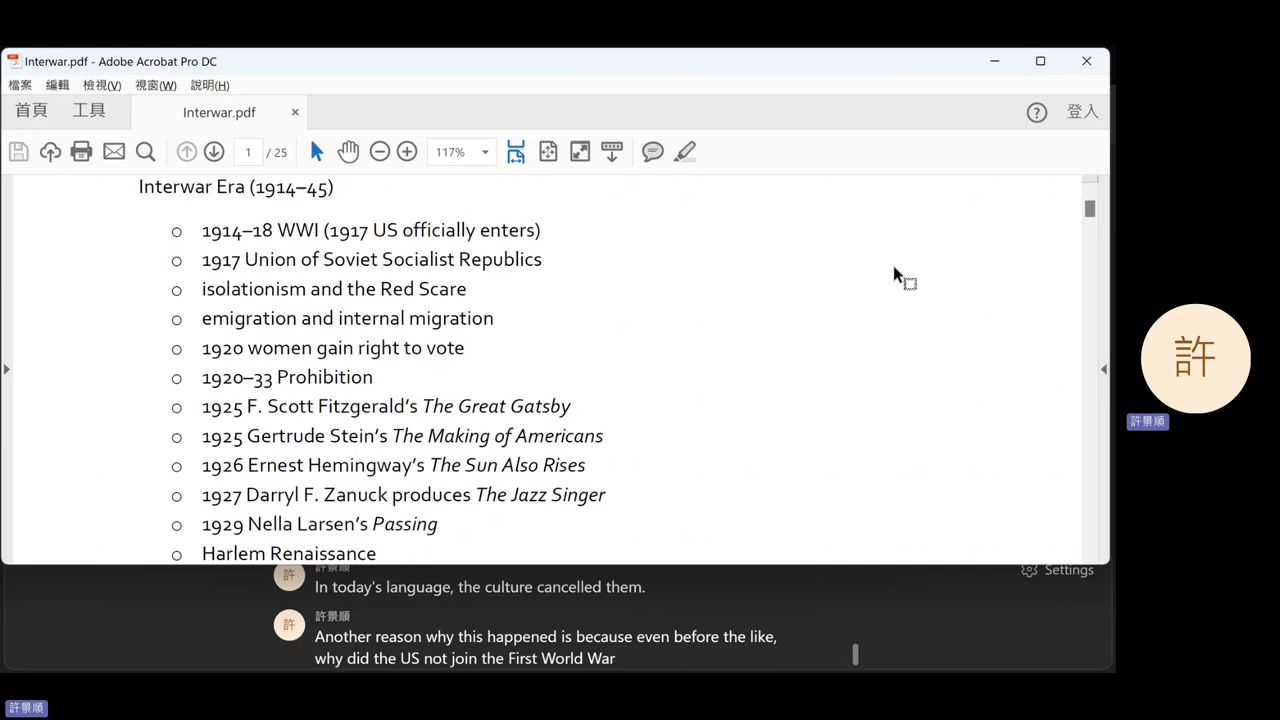 Interwar.pdf - Adobe Acrobat Pro DC
檔案 編輯 檢視(V) 視窗(W) 說明(H)
首頁 工具 Interwar.pdf × ? 登入
1 / 25 117%
Interwar Era (1914–45)
○ 1914–18 WWI (1917 US officially enters)
○ 1917 Union of Soviet Socialist Republics
○ isolationism and the Red Scare
○ emigration and internal migration
○ 1920 women gain right to vote
○ 1920–33 Prohibition
○ 1925 F. Scott Fitzgerald’s The Great Gatsby
○ 1925 Gertrude Stein’s The Making of Americans
○ 1926 Ernest Hemingway’s The Sun Also Rises
○ 1927 Darryl F. Zanuck produces The Jazz Singer
○ 1929 Nella Larsen’s Passing
○ Harlem Renaissance
許
許景順
許 許景順
Settings
In today's language, the culture cancelled them.
許 許景順
Another reason why this happened is because even before the like,
why did the US not join the First World War
許景順